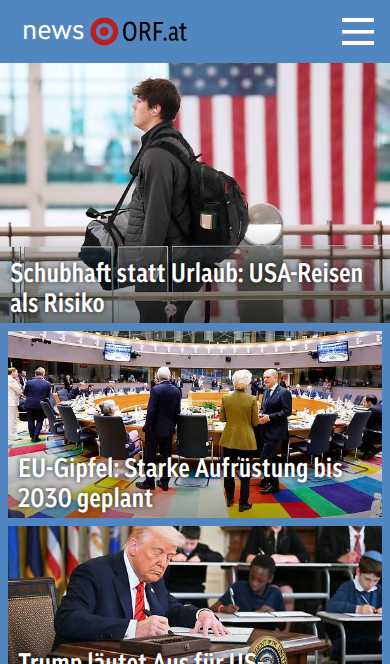 news ORF.at
Schubhaft statt Urlaub: USA-Reisen
als Risiko
EU-Gipfel: Starke Aufrüstung bis
2030 geplant
Trump läutet Aus für US-